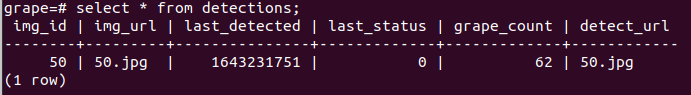 grape=# select * from detections;
 img_id | img_url | last_detected | last_status | grape_count | detect_url
--------+---------+---------------+-------------+-------------+------------
     50 | 50.jpg  |    1643231751 |           0 |          62 | 50.jpg
(1 row)